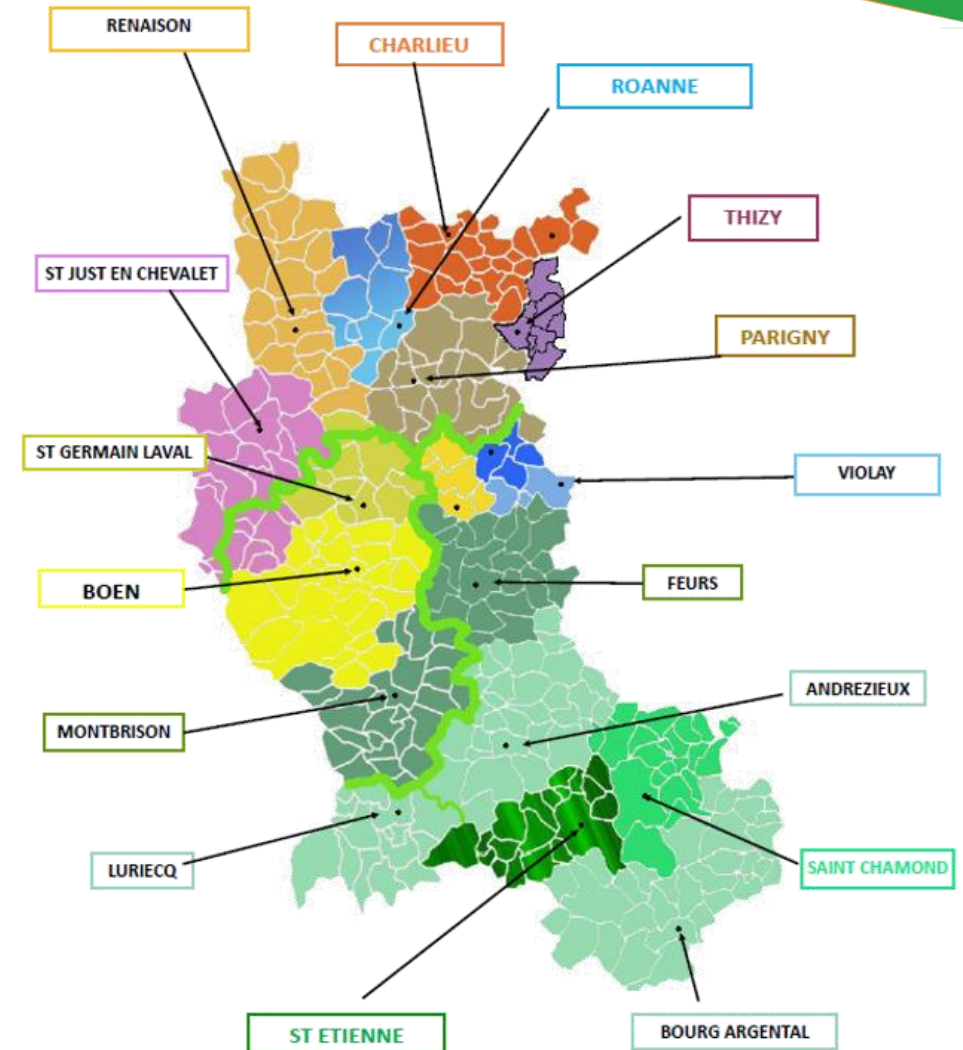 RENAISON
CHARLIEU
ROANNE
THIZY
ST JUST EN CHEVALET
PARIGNY
ST GERMAIN LAVAL
VIOLAY
BOEN
FEURS
ANDREZIEUX
MONTBRISON
LURIECQ
SAINT CHAMOND
ST ETIENNE
BOURG ARGENTAL